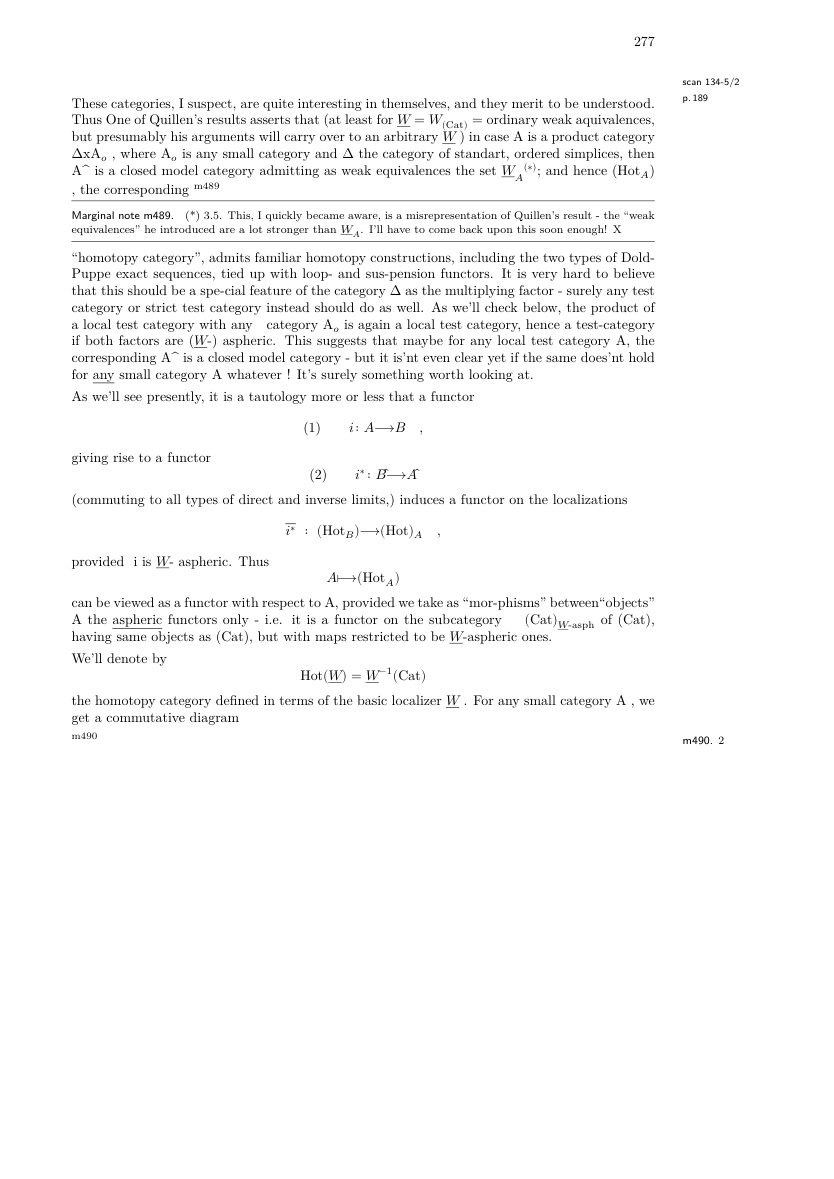 277
scan 134-5/2
p. 189
These categories, I suspect, are quite interesting in themselves, and they merit to be understood.
Thus One of Quillen's results asserts that (at least for W = W_(Cat) = ordinary weak aquivalences,
but presumably his arguments will carry over to an arbitrary W ) in case A is a product category
ΔxA_o , where A_o is any small category and Δ the category of standart, ordered simplices, then
A⌢ is a closed model category admitting as weak equivalences the set W_A^(*); and hence (Hot_A)
, the corresponding m489
Marginal note m489. (*) 3.5. This, I quickly became aware, is a misrepresentation of Quillen's result - the “weak
equivalences” he introduced are a lot stronger than W_A. I'll have to come back upon this soon enough! X
“homotopy category”, admits familiar homotopy constructions, including the two types of Dold-
Puppe exact sequences, tied up with loop- and sus-pension functors. It is very hard to believe
that this should be a spe-cial feature of the category Δ as the multiplying factor - surely any test
category or strict test category instead should do as well. As we'll check below, the product of
a local test category with any category A_o is again a local test category, hence a test-category
if both factors are (W-) aspheric. This suggests that maybe for any local test category A, the
corresponding A⌢ is a closed model category - but it is'nt even clear yet if the same does'nt hold
for any small category A whatever ! It's surely something worth looking at.
As we'll see presently, it is a tautology more or less that a functor
(1) i : A⟶B ,
giving rise to a functor
(2) i* : B⌢⟶A⌢
(commuting to all types of direct and inverse limits,) induces a functor on the localizations
i̅*̅ : (Hot_B)⟶(Hot)_A ,
provided i is W- aspheric. Thus
A⟼(Hot_A)
can be viewed as a functor with respect to A, provided we take as “mor-phisms” between“objects”
A the aspheric functors only - i.e. it is a functor on the subcategory (Cat)_W-asph of (Cat),
having same objects as (Cat), but with maps restricted to be W-aspheric ones.
We'll denote by
Hot(W) = W^−1(Cat)
the homotopy category defined in terms of the basic localizer W . For any small category A , we
get a commutative diagram
m490
m490. 2